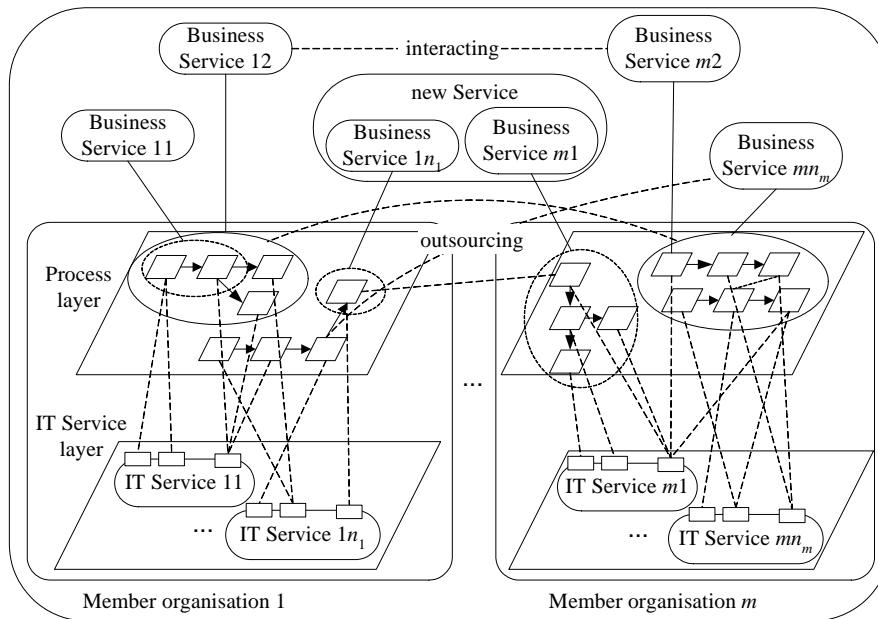 Business
Service 12
interacting
Business
Service m2
new Service
Business
Service 11
Business
Service 1n₁
Business
Service m1
Business
Service mnₘ
outsourcing
Process
layer
...
IT Service
layer
IT Service 11
...
IT Service 1n₁
IT Service m1
...
IT Service mnₘ
Member organisation 1
Member organisation m